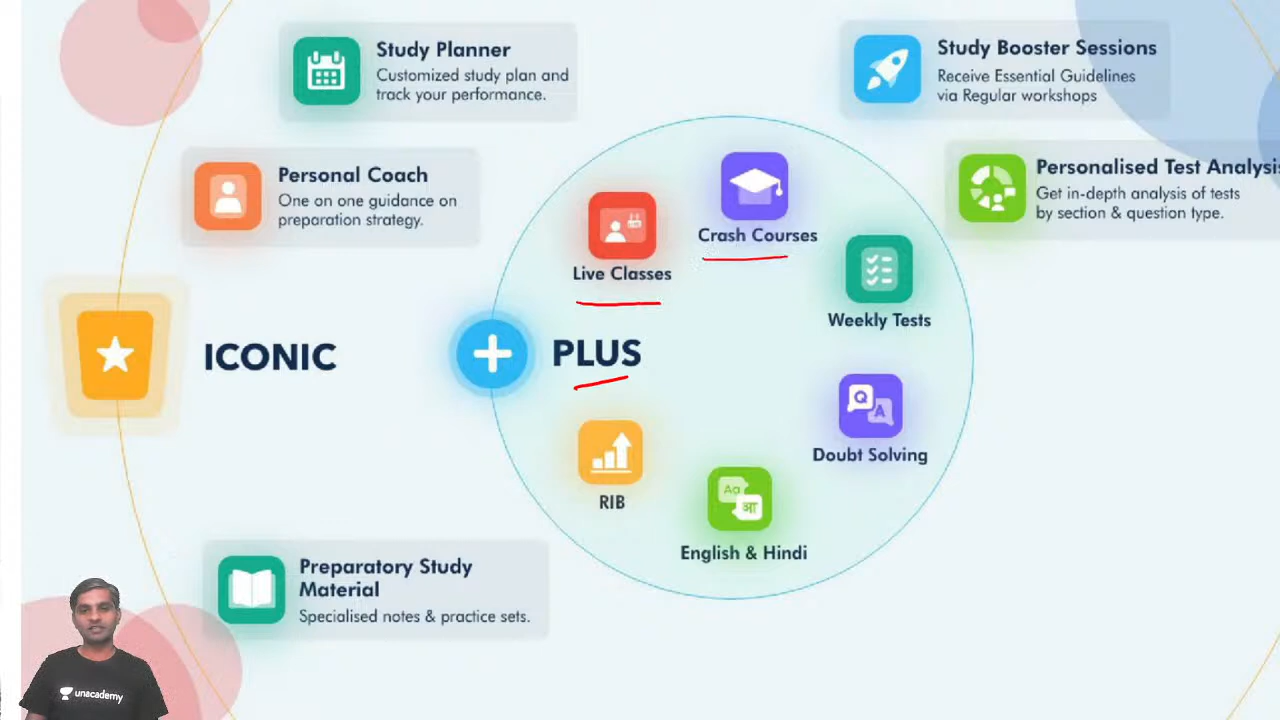 Study Planner
Customized study plan and
track your performance.
Study Booster Sessions
Receive Essential Guidelines
via Regular workshops
Personal Coach
One on one guidance on
preparation strategy.
Crash Courses
Personalised Test Analysis
Get in-depth analysis of tests
by section & question type.
Live Classes
Weekly Tests
ICONIC
PLUS
Q
A
Doubt Solving
RIB
Aa
आ
English & Hindi
Preparatory Study
Material
Specialised notes & practice sets.
unacademy